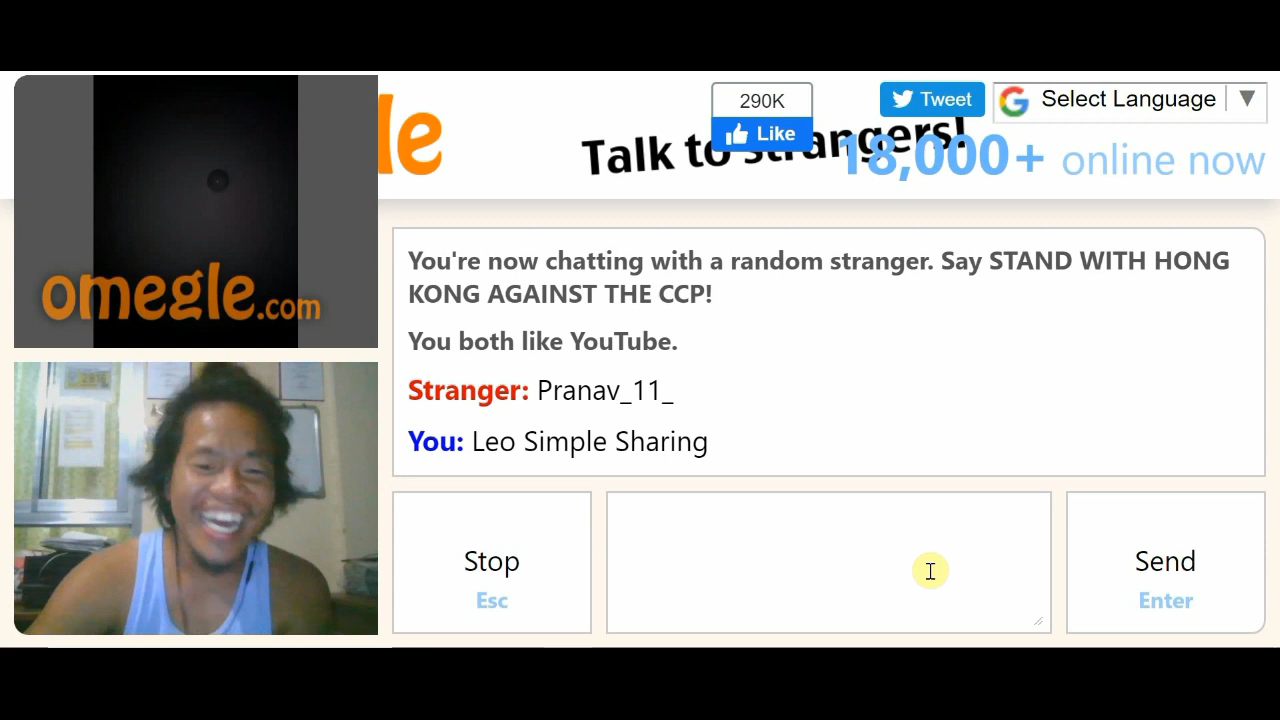 omegle.com
le
Talk to strangers!
290K
Like
Tweet
Select Language
18,000+ online now
You're now chatting with a random stranger. Say STAND WITH HONG
KONG AGAINST THE CCP!
You both like YouTube.
Stranger: Pranav_11_
You: Leo Simple Sharing
Stop
Esc
Send
Enter